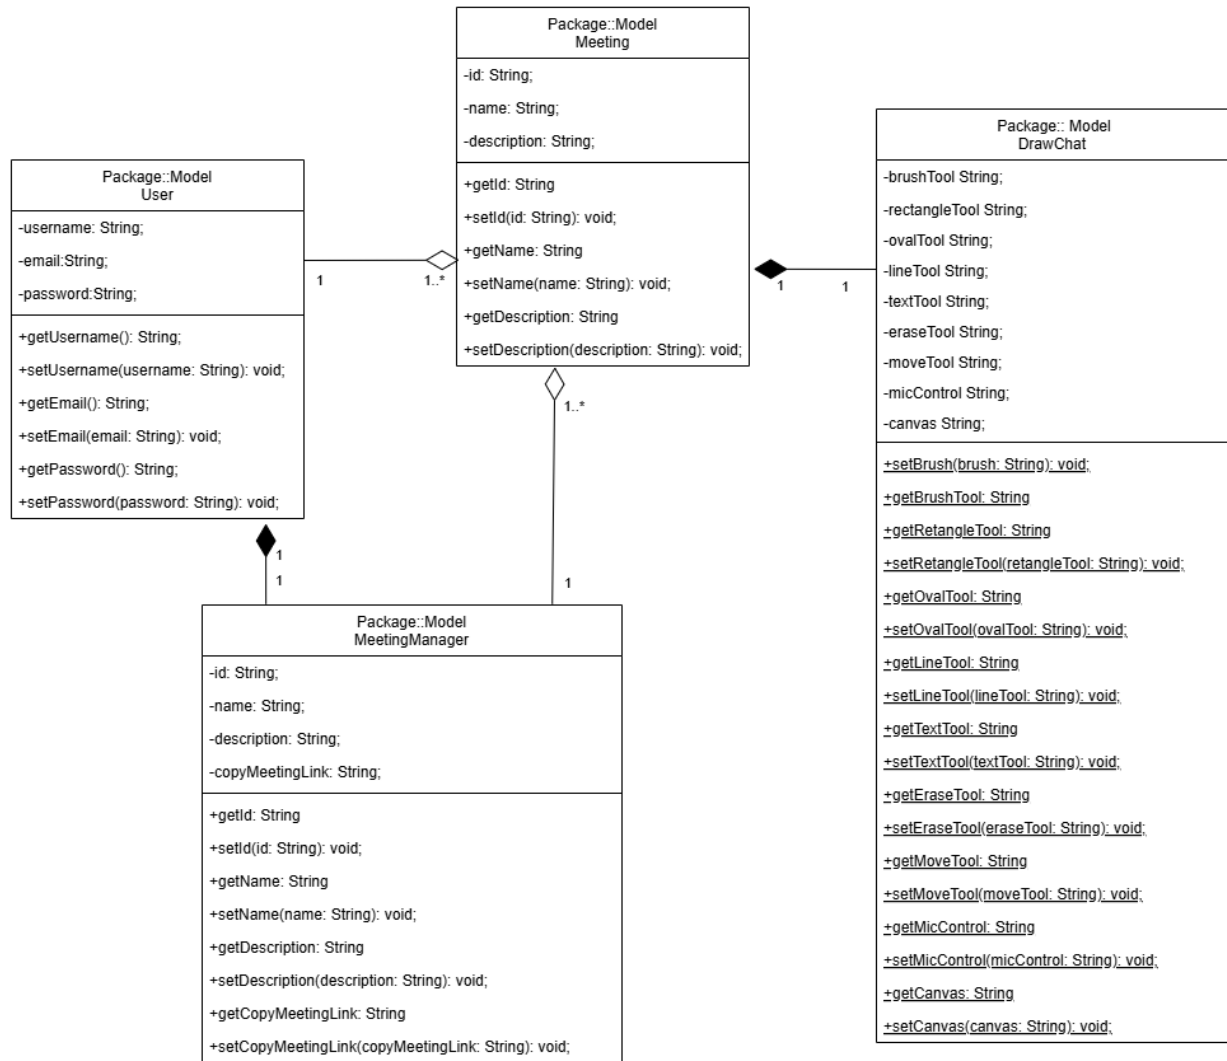 Package::Model
Meeting
-id: String;
-name: String;
-description: String;
+getId: String
+setId(id: String): void;
+getName: String
+setName(name: String): void;
+getDescription: String
+setDescription(description: String): void;
Package::Model
User
-username: String;
-email:String;
-password:String;
+getUsername(): String;
+setUsername(username: String): void;
+getEmail(): String;
+setEmail(email: String): void;
+getPassword(): String;
+setPassword(password: String): void;
1
1..*
1
1
1..*
1
1
1
Package:: Model
DrawChat
-brushTool String;
-rectangleTool String;
-ovalTool String;
-lineTool String;
-textTool String;
-eraseTool String;
-moveTool String;
-micControl String;
-canvas String;
+setBrush(brush: String): void;
+getBrushTool: String
+getRetangleTool: String
+setRetangleTool(retangleTool: String): void;
+getOvalTool: String
+setOvalTool(ovalTool: String): void;
+getLineTool: String
+setLineTool(lineTool: String): void;
+getTextTool: String
+setTextTool(textTool: String): void;
+getEraseTool: String
+setEraseTool(eraseTool: String): void;
+getMoveTool: String
+setMoveTool(moveTool: String): void;
+getMicControl: String
+setMicControl(micControl: String): void;
+getCanvas: String
+setCanvas(canvas: String): void;
Package::Model
MeetingManager
-id: String;
-name: String;
-description: String;
-copyMeetingLink: String;
+getId: String
+setId(id: String): void;
+getName: String
+setName(name: String): void;
+getDescription: String
+setDescription(description: String): void;
+getCopyMeetingLink: String
+setCopyMeetingLink(copyMeetingLink: String): void;